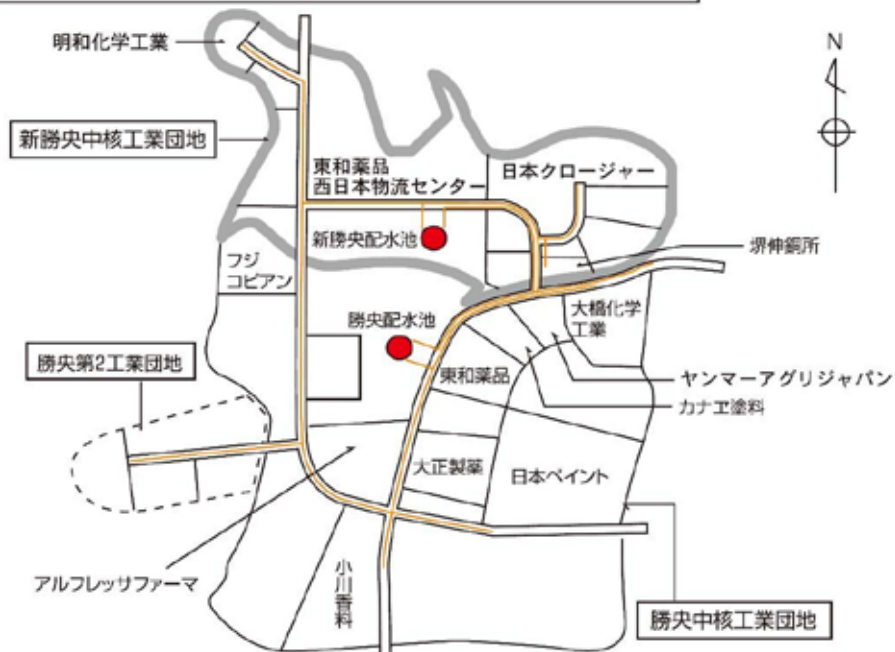 明和化学工業
N
新勝央中核工業団地
東和薬品
西日本物流センター
日本クロージャー
新勝央配水池
堺伸銅所
フジ
コピアン
大橋化学
工業
勝央配水池
勝央第2工業団地
東和薬品
ヤンマーアグリジャパン
カナヱ塗料
大正製薬
日本ペイント
アルフレッサファーマ
小川香料
勝央中核工業団地